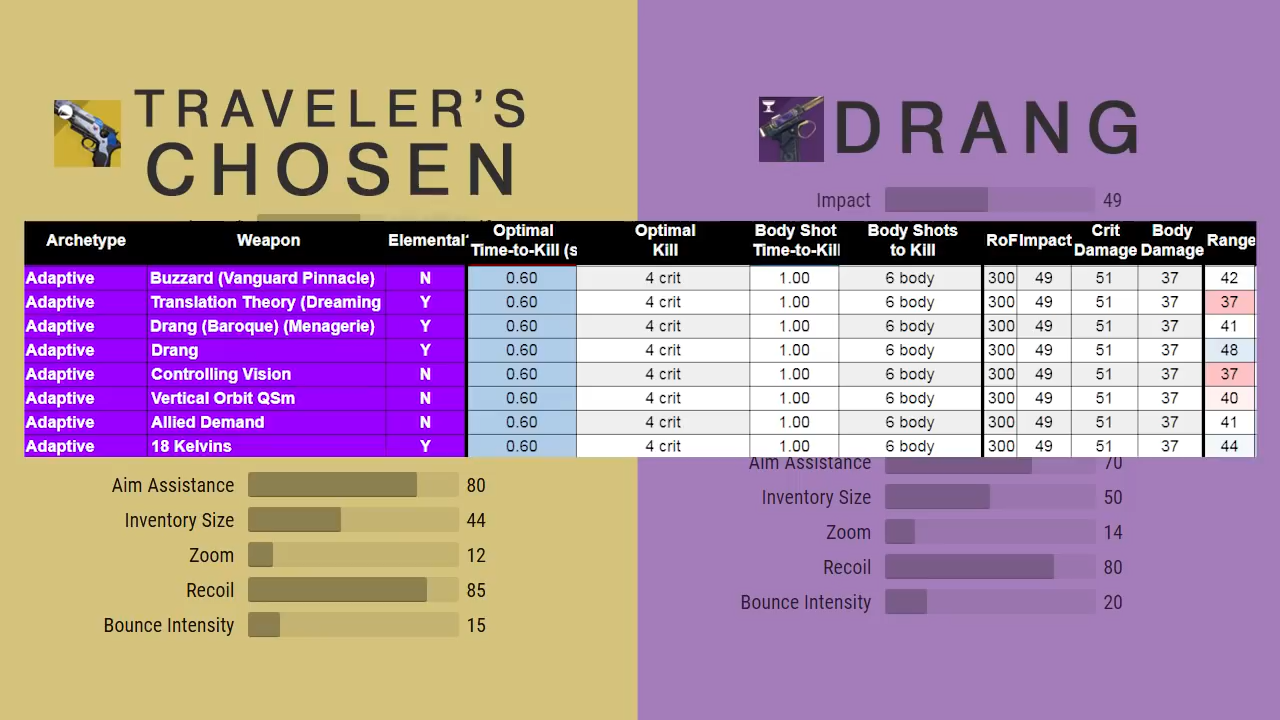 TRAVELER'S
CHOSEN
DRANG
Impact 49
Archetype Weapon Elemental Optimal Time-to-Kill (s Optimal Kill Body Shot Time-to-Kill Body Shots to Kill RoF Impact Crit Damage Body Damage Range
Adaptive Buzzard (Vanguard Pinnacle) N 0.60 4 crit 1.00 6 body 300 49 51 37 42
Adaptive Translation Theory (Dreaming Y 0.60 4 crit 1.00 6 body 300 49 51 37 37
Adaptive Drang (Baroque) (Menagerie) Y 0.60 4 crit 1.00 6 body 300 49 51 37 41
Adaptive Drang Y 0.60 4 crit 1.00 6 body 300 49 51 37 48
Adaptive Controlling Vision N 0.60 4 crit 1.00 6 body 300 49 51 37 37
Adaptive Vertical Orbit QSm N 0.60 4 crit 1.00 6 body 300 49 51 37 40
Adaptive Allied Demand N 0.60 4 crit 1.00 6 body 300 49 51 37 41
Adaptive 18 Kelvins Y 0.60 4 crit 1.00 6 body 300 49 51 37 44
Aim Assistance 80
Inventory Size 44
Zoom 12
Recoil 85
Bounce Intensity 15
Aim Assistance 70
Inventory Size 50
Zoom 14
Recoil 80
Bounce Intensity 20